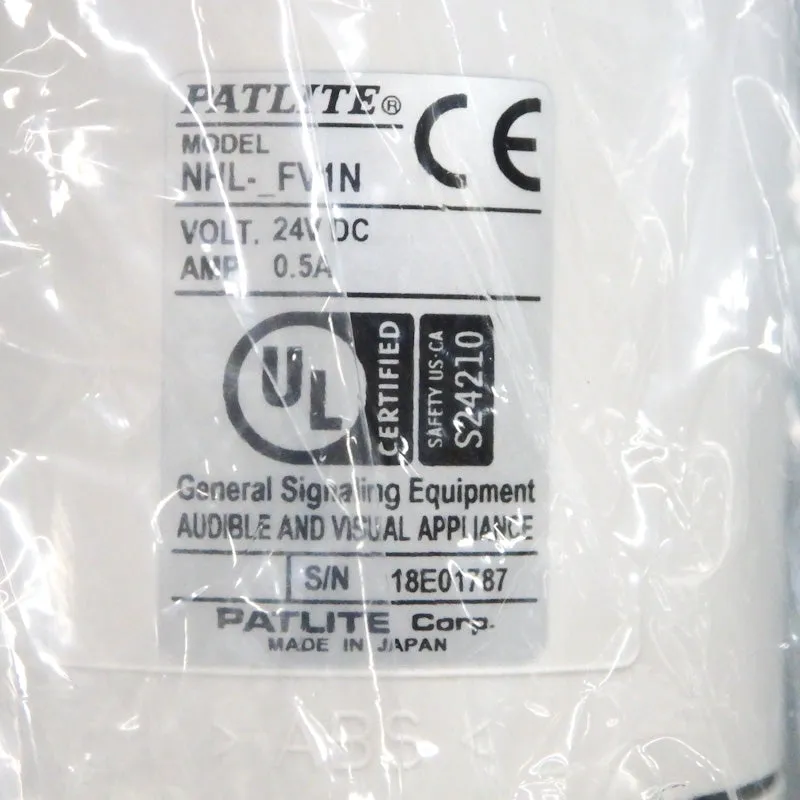 PATLITE®
CE
MODEL
NHL-_FV1N
VOLT. 24V DC
AMP 0.5A
UL
CERTIFIED
SAFETY US·CA
S24210
General Signaling Equipment
AUDIBLE AND VISUAL APPLIANCE
S/N 18E01787
PATLITE Corp.
MADE IN JAPAN
>ABS<